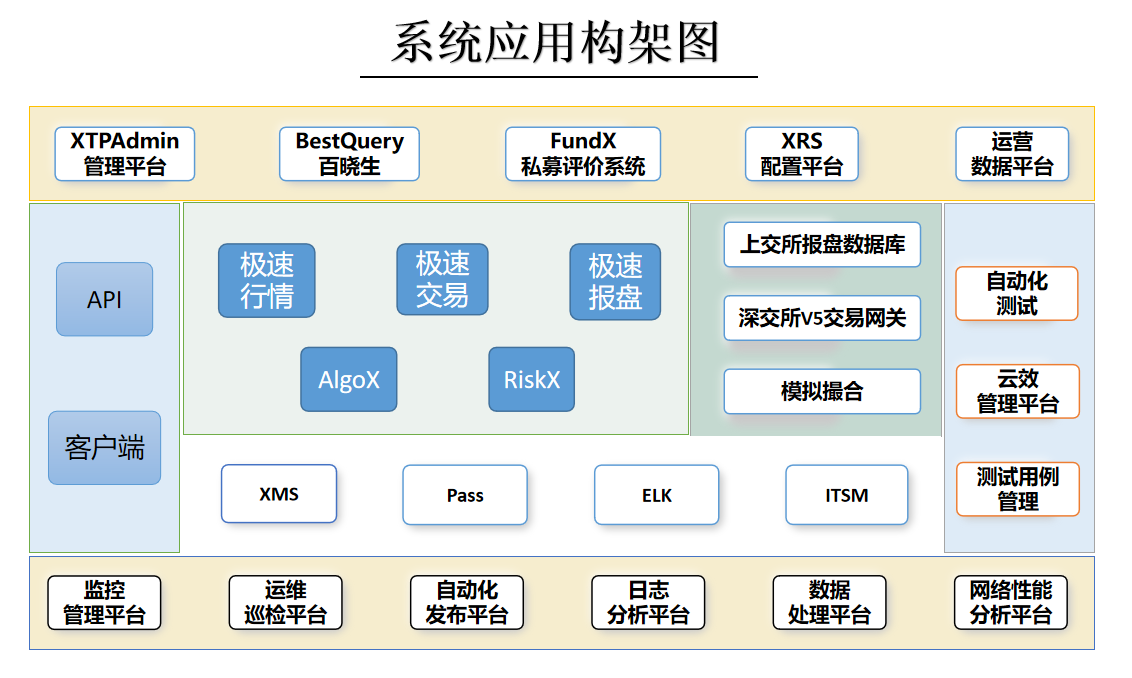 系统应用构架图
XTPAdmin
管理平台
BestQuery
百晓生
FundX
私募评价系统
XRS
配置平台
运营
数据平台
API
客户端
极速
行情
极速
交易
极速
报盘
AlgoX
RiskX
上交所报盘数据库
深交所V5交易网关
模拟撮合
自动化
测试
云效
管理平台
测试用例
管理
XMS
Pass
ELK
ITSM
监控
管理平台
运维
巡检平台
自动化
发布平台
日志
分析平台
数据
处理平台
网络性能
分析平台